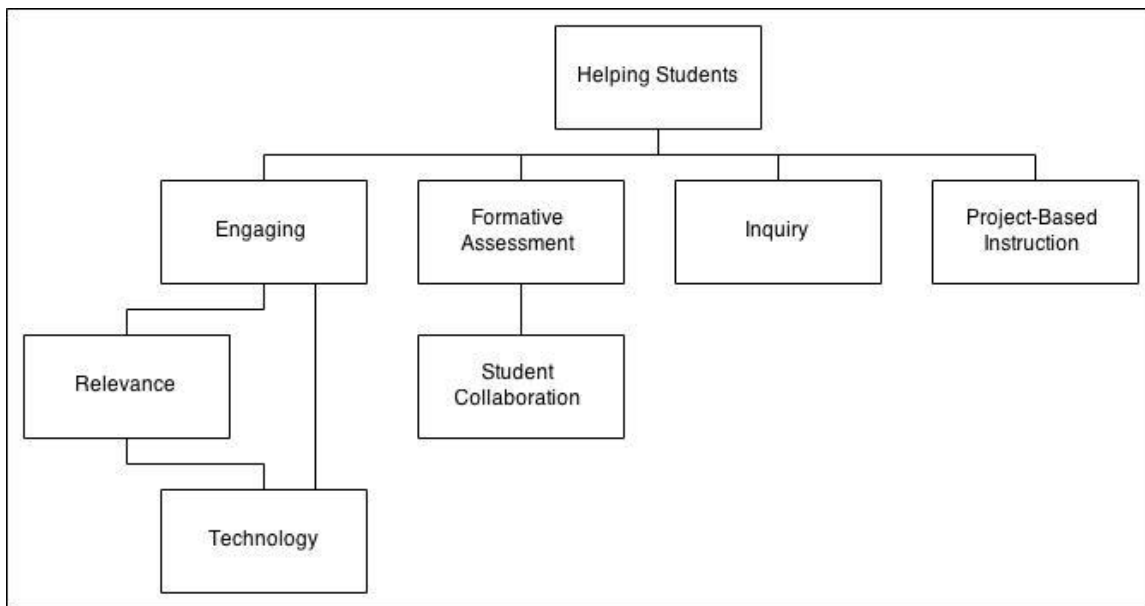 Helping Students
Engaging
Formative
Assessment
Inquiry
Project-Based
Instruction
Relevance
Student
Collaboration
Technology